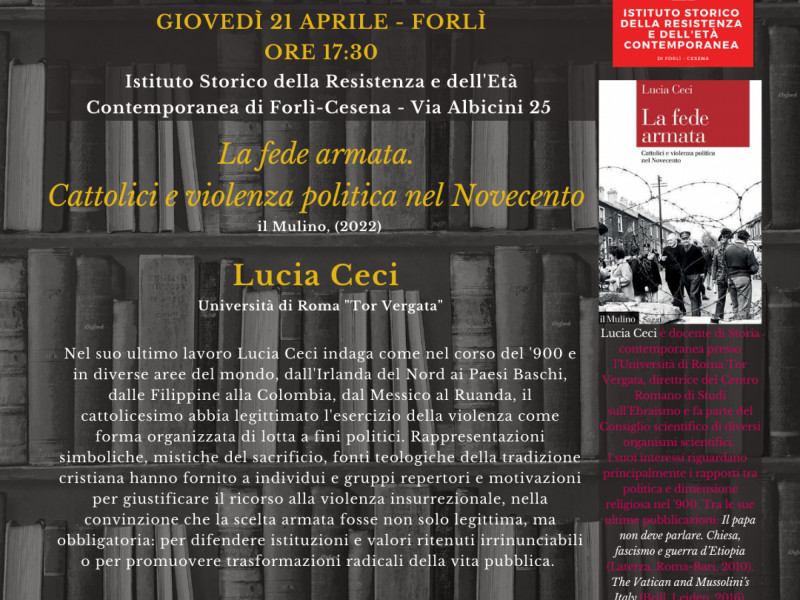 GIOVEDÌ 21 APRILE - FORLÌ
ORE 17:30
Istituto Storico della Resistenza e dell'Età
Contemporanea di Forlì-Cesena - Via Albicini 25
La fede armata.
Cattolici e violenza politica nel Novecento
il Mulino, (2022)
Lucia Ceci
Università di Roma "Tor Vergata"
Nel suo ultimo lavoro Lucia Ceci indaga come nel corso del '900 e
in diverse aree del mondo, dall'Irlanda del Nord ai Paesi Baschi,
dalle Filippine alla Colombia, dal Messico al Ruanda, il
cattolicesimo abbia legittimato l'esercizio della violenza come
forma organizzata di lotta a fini politici. Rappresentazioni
simboliche, mistiche del sacrificio, fonti teologiche della tradizione
cristiana hanno fornito a individui e gruppi repertori e motivazioni
per giustificare il ricorso alla violenza insurrezionale, nella
convinzione che la scelta armata fosse non solo legittima, ma
obbligatoria: per difendere istituzioni e valori ritenuti irrinunciabili
o per promuovere trasformazioni radicali della vita pubblica.
ISTITUTO STORICO
DELLA RESISTENZA
E DELL'ETÀ
CONTEMPORANEA
DI FORLÌ - CESENA
Lucia Ceci
La fede
armata
Cattolici e violenza politica
nel Novecento
il Mulino
Lucia Ceci è docente di Storia
contemporanea presso
l'Università di Roma Tor
Vergata, direttrice del Centro
Romano di Studi
sull'Ebraismo e fa parte del
Consiglio scientifico di diversi
organismi scientifici.
I suoi interessi riguardano
principalmente i rapporti tra
politica e dimensione
religiosa nel '900. Tra le sue
ultime pubblicazioni: Il papa
non deve parlare. Chiesa,
fascismo e guerra d'Etiopia
(Laterza, Roma-Bari, 2010),
The Vatican and Mussolini's
Italy (Brill, Leiden, 2016)